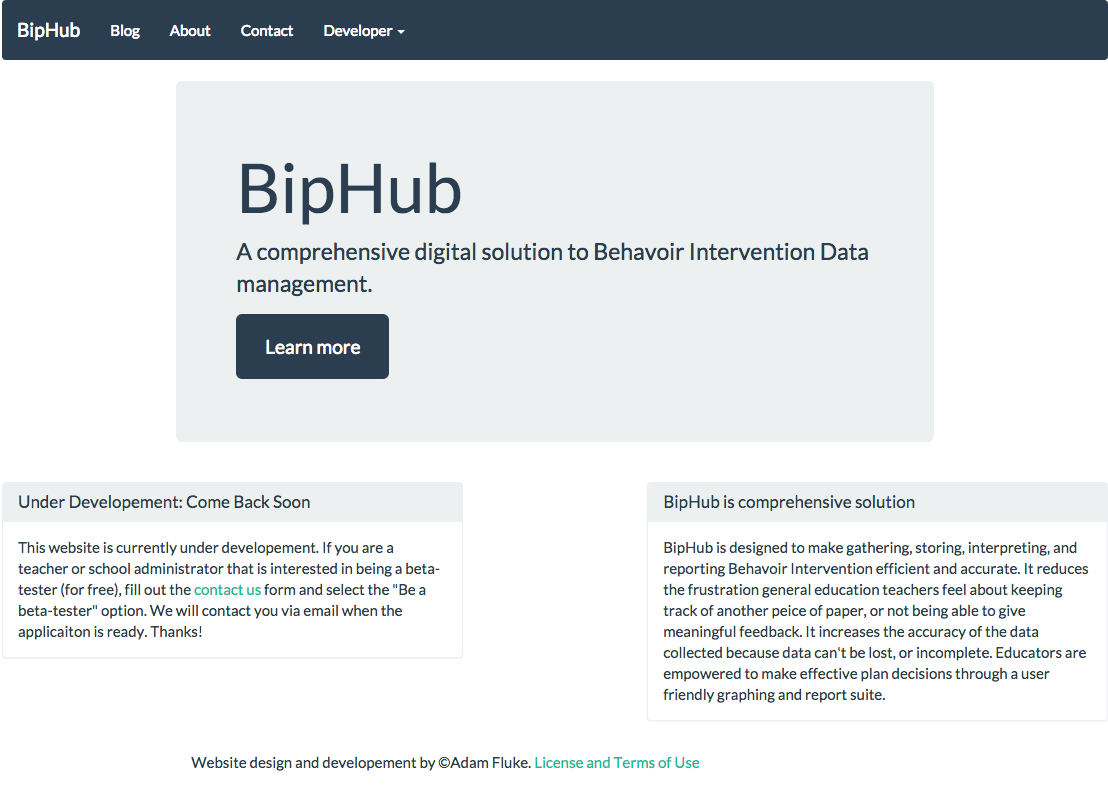 BipHub Blog About Contact Developer
BipHub
A comprehensive digital solution to Behavoir Intervention Data
management.
Learn more
Under Developement: Come Back Soon
This website is currently under developement. If you are a
teacher or school administrator that is interested in being a beta-
tester (for free), fill out the contact us form and select the "Be a
beta-tester" option. We will contact you via email when the
applicaiton is ready. Thanks!
BipHub is comprehensive solution
BipHub is designed to make gathering, storing, interpreting, and
reporting Behavoir Intervention efficient and accurate. It reduces
the frustration general education teachers feel about keeping
track of another peice of paper, or not being able to give
meaningful feedback. It increases the accuracy of the data
collected because data can't be lost, or incomplete. Educators are
empowered to make effective plan decisions through a user
friendly graphing and report suite.
Website design and developement by ©Adam Fluke. License and Terms of Use